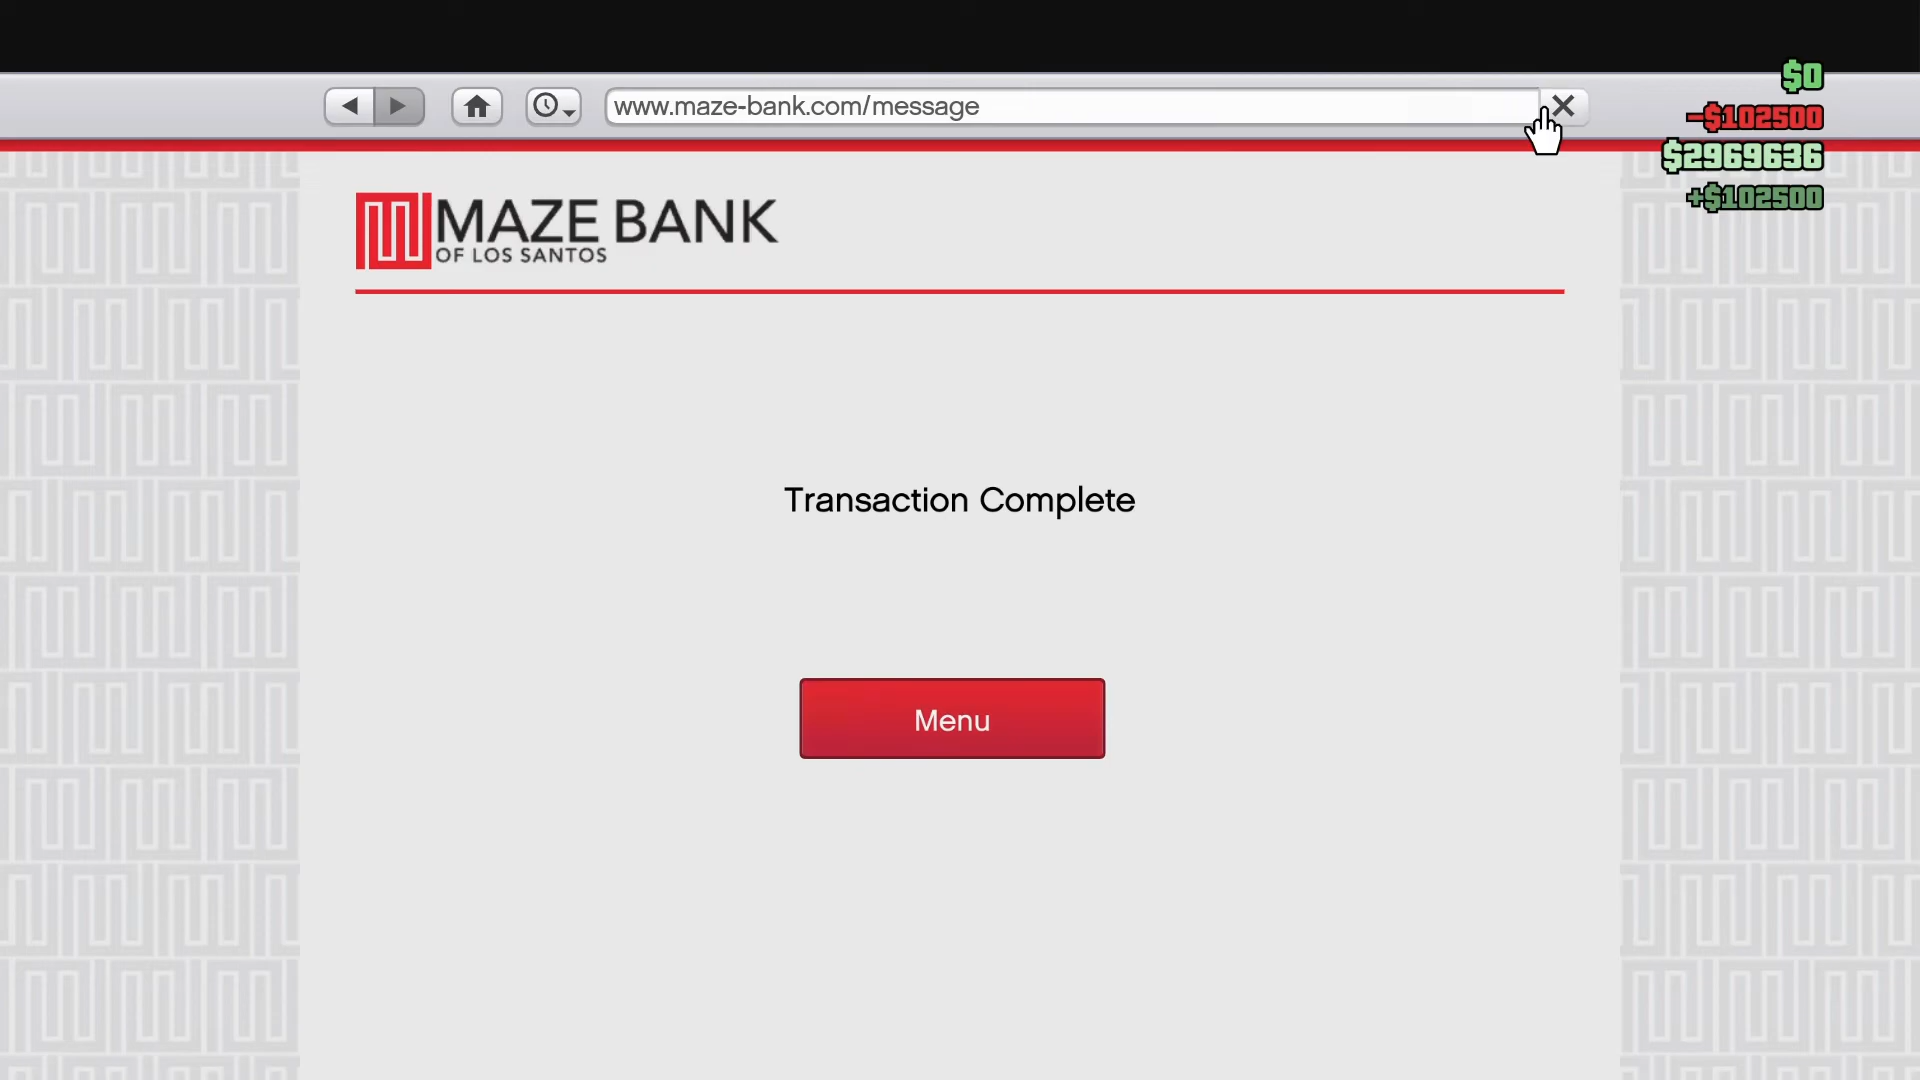 www.maze-bank.com/message
$0
-$102500
$2969636
+$102500
MAZE BANK
OF LOS SANTOS
Transaction Complete
Menu